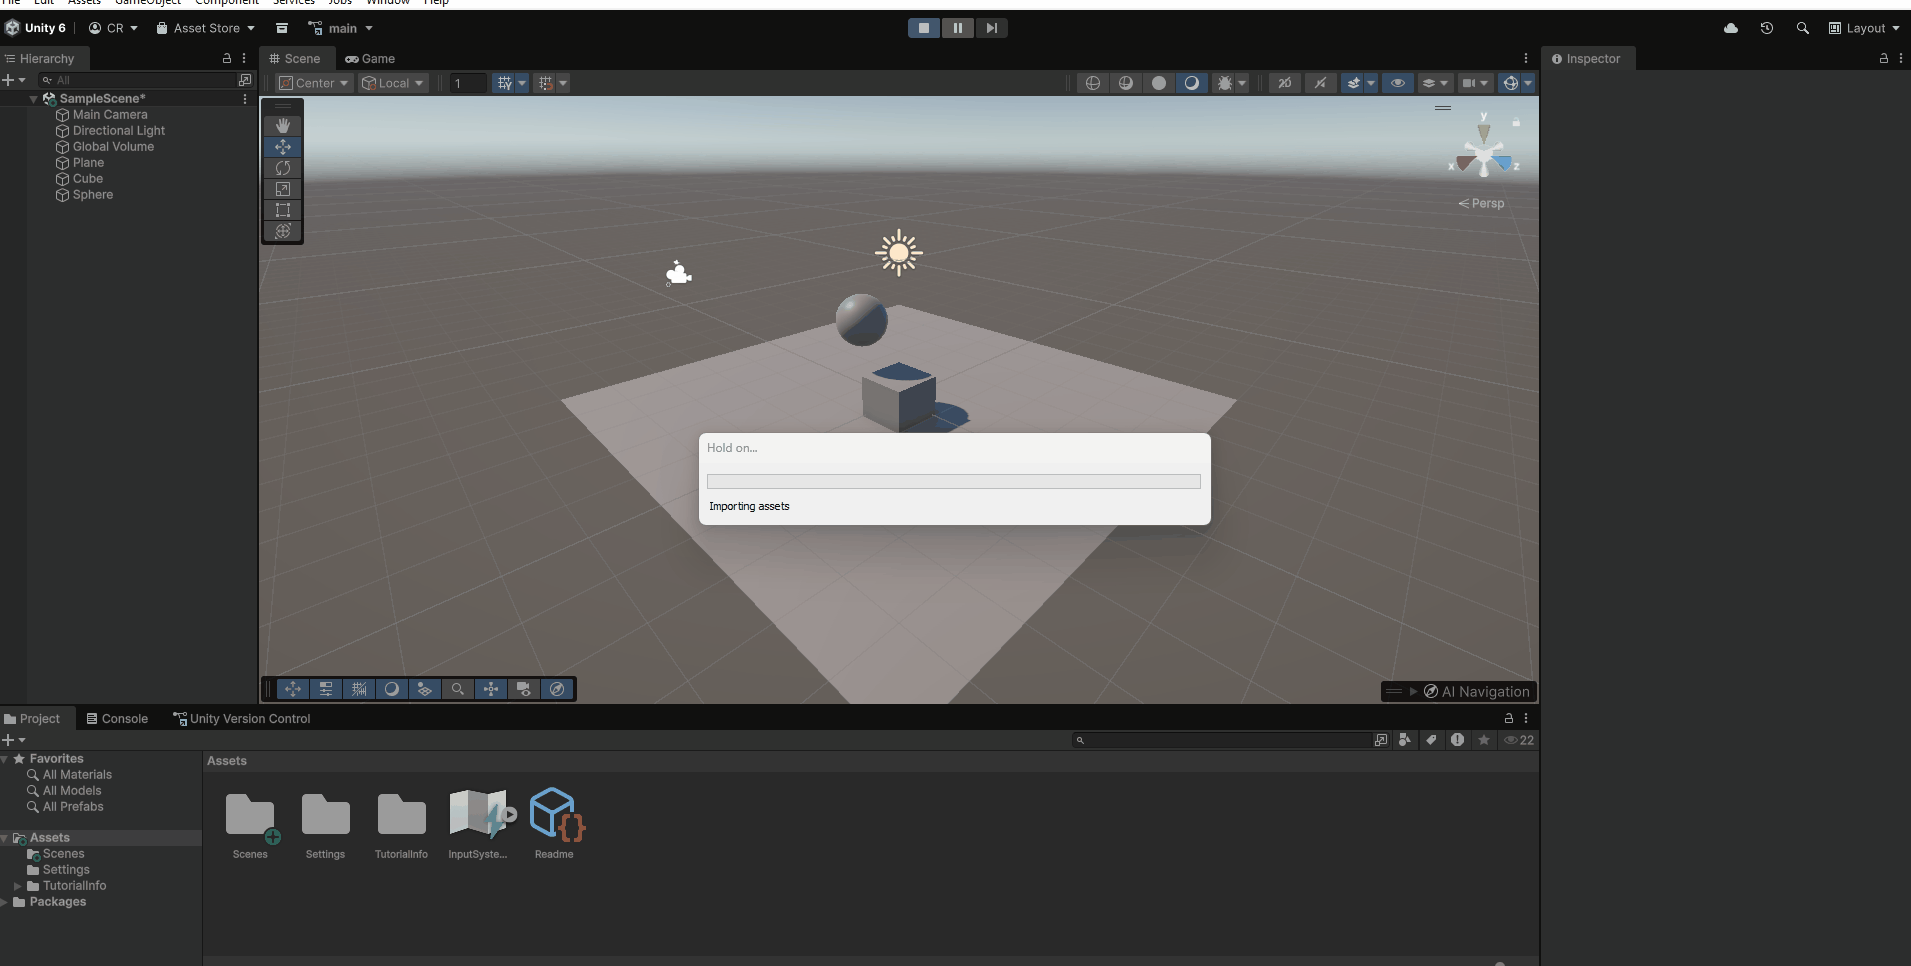 File Edit Assets GameObject Component Services Jobs Window Help
Unity 6 CR Asset Store main Layout
Hierarchy
All
SampleScene*
Main Camera
Directional Light
Global Volume
Plane
Cube
Sphere
Scene Game
Center Local 1 2D
y
x z
Persp
Hold on...
Importing assets
AI Navigation
Inspector
Project Console Unity Version Control
22
Favorites
All Materials
All Models
All Prefabs
Assets
Scenes
Settings
TutorialInfo
Packages
Assets
Scenes Settings TutorialInfo InputSyste... Readme